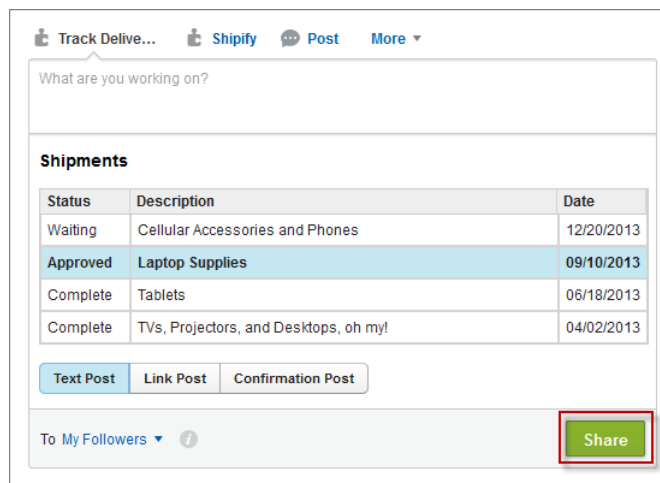 Track Delive... Shipify Post More
What are you working on?
Shipments
Status Description Date
Waiting Cellular Accessories and Phones 12/20/2013
Approved Laptop Supplies 09/10/2013
Complete Tablets 06/18/2013
Complete TVs, Projectors, and Desktops, oh my! 04/02/2013
Text Post Link Post Confirmation Post
To My Followers Share